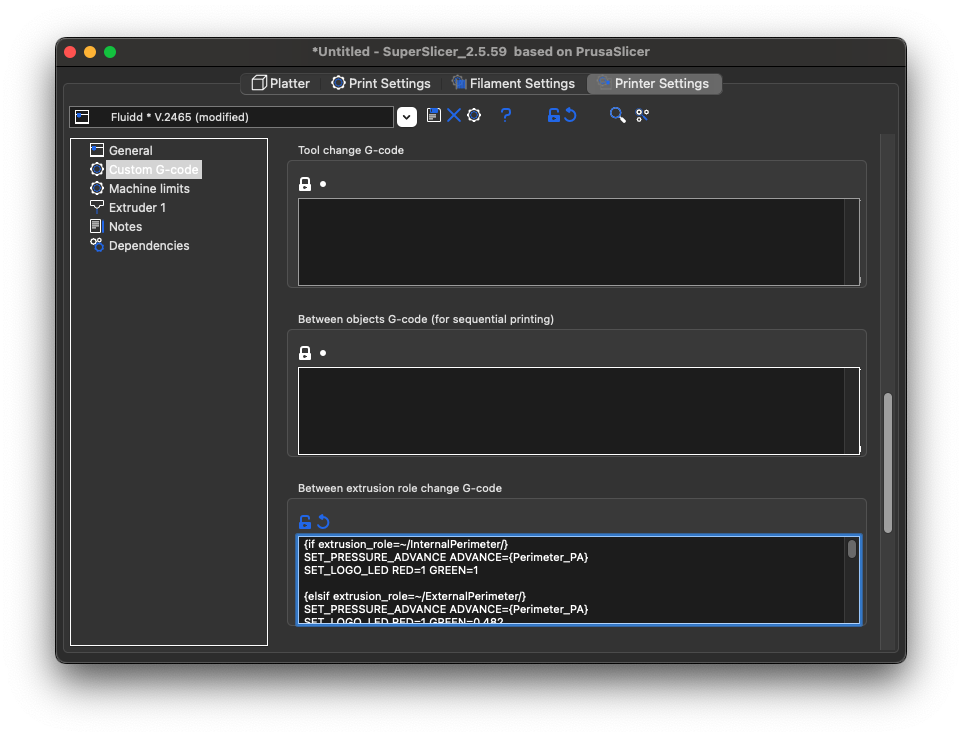 *Untitled - SuperSlicer_2.5.59 based on PrusaSlicer
Platter
Print Settings
Filament Settings
Printer Settings
Fluidd * V.2465 (modified)
?
General
Custom G-code
Machine limits
Extruder 1
Notes
Dependencies
Tool change G-code
Between objects G-code (for sequential printing)
Between extrusion role change G-code
{if extrusion_role=~/InternalPerimeter/}
SET_PRESSURE_ADVANCE ADVANCE={Perimeter_PA}
SET_LOGO_LED RED=1 GREEN=1
{elsif extrusion_role=~/ExternalPerimeter/}
SET_PRESSURE_ADVANCE ADVANCE={Perimeter_PA}
SET_LOGO_LED RED=1 GREEN=0.482